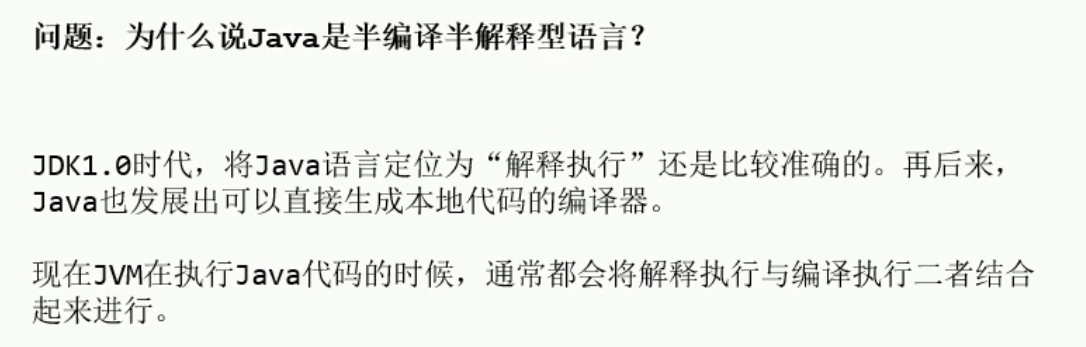 问题：为什么说Java是半编译半解释型语言？
JDK1.0时代，将Java语言定位为“解释执行”还是比较准确的。再后来，
Java也发展出可以直接生成本地代码的编译器。
现在JVM在执行Java代码的时候，通常都会将解释执行与编译执行二者结合
起来进行。